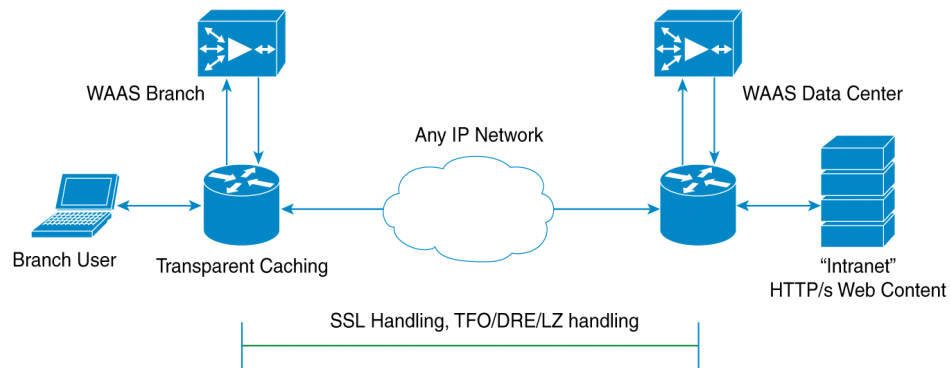 WAAS Branch
WAAS Data Center
Any IP Network
Branch User
Transparent Caching
“Intranet”
HTTP/s Web Content
SSL Handling, TFO/DRE/LZ handling